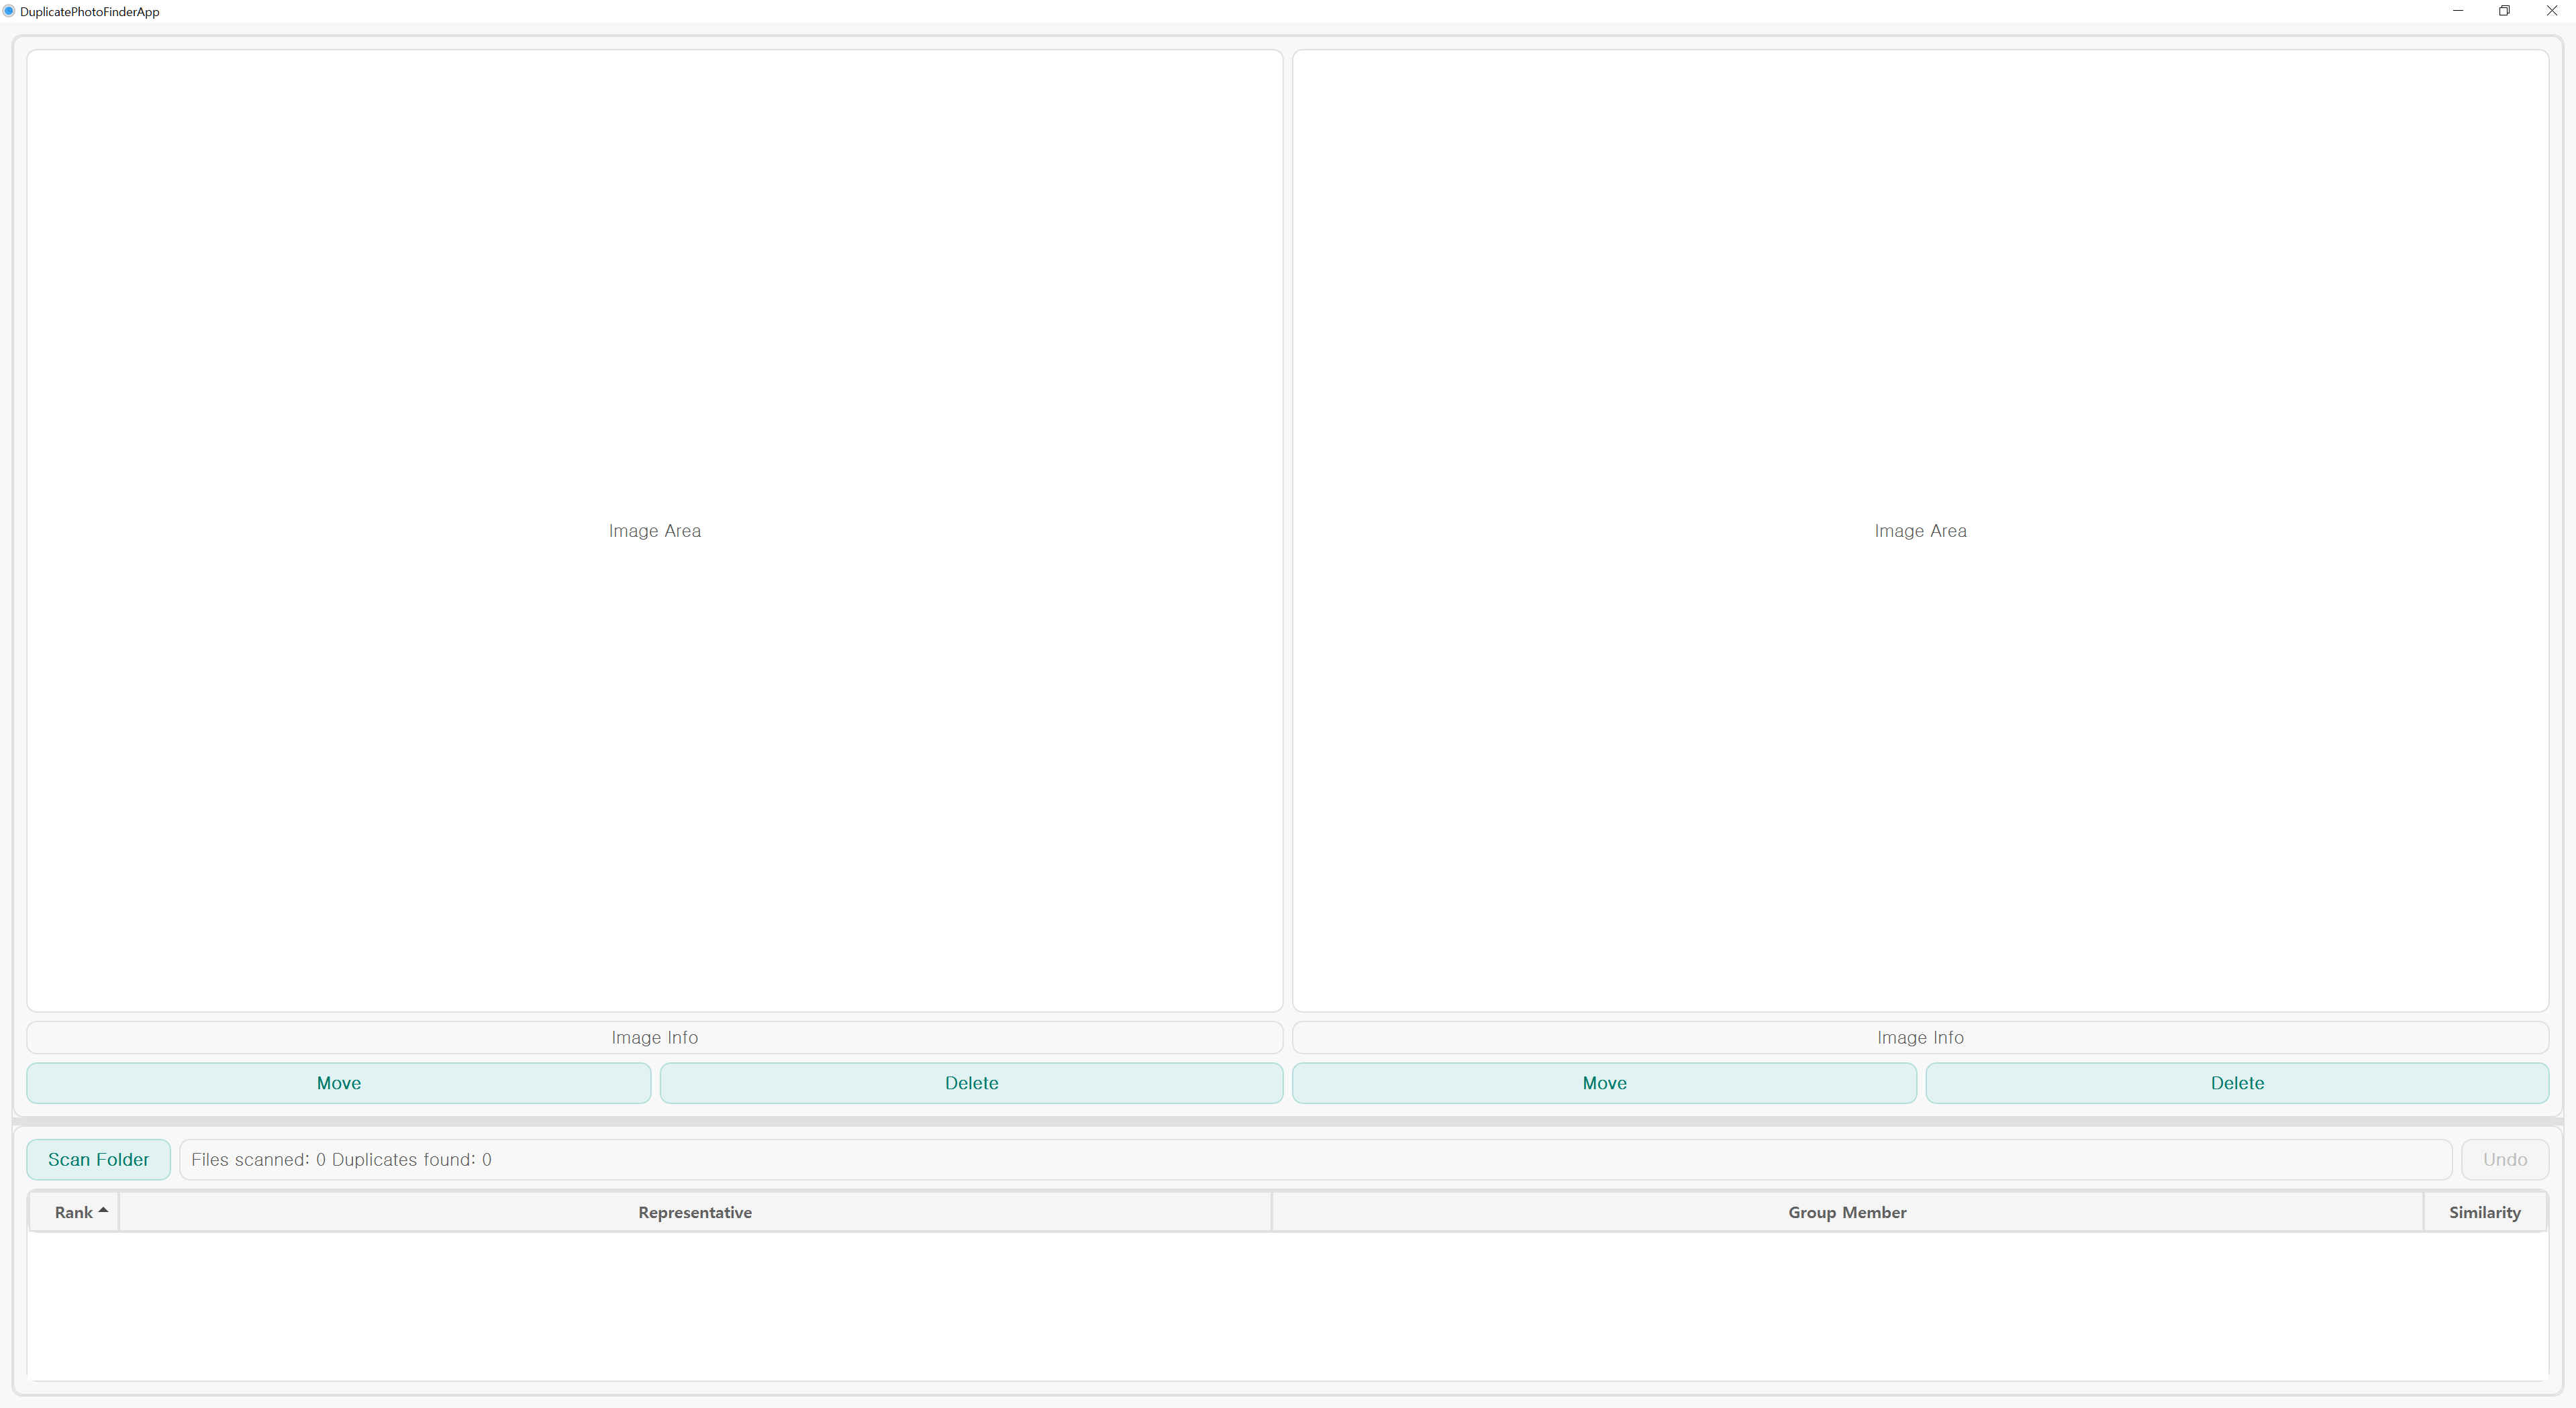 DuplicatePhotoFinderApp
Image Area
Image Area
Image Info
Image Info
Move
Delete
Move
Delete
Scan Folder
Files scanned: 0 Duplicates found: 0
Undo
Rank
Representative
Group Member
Similarity